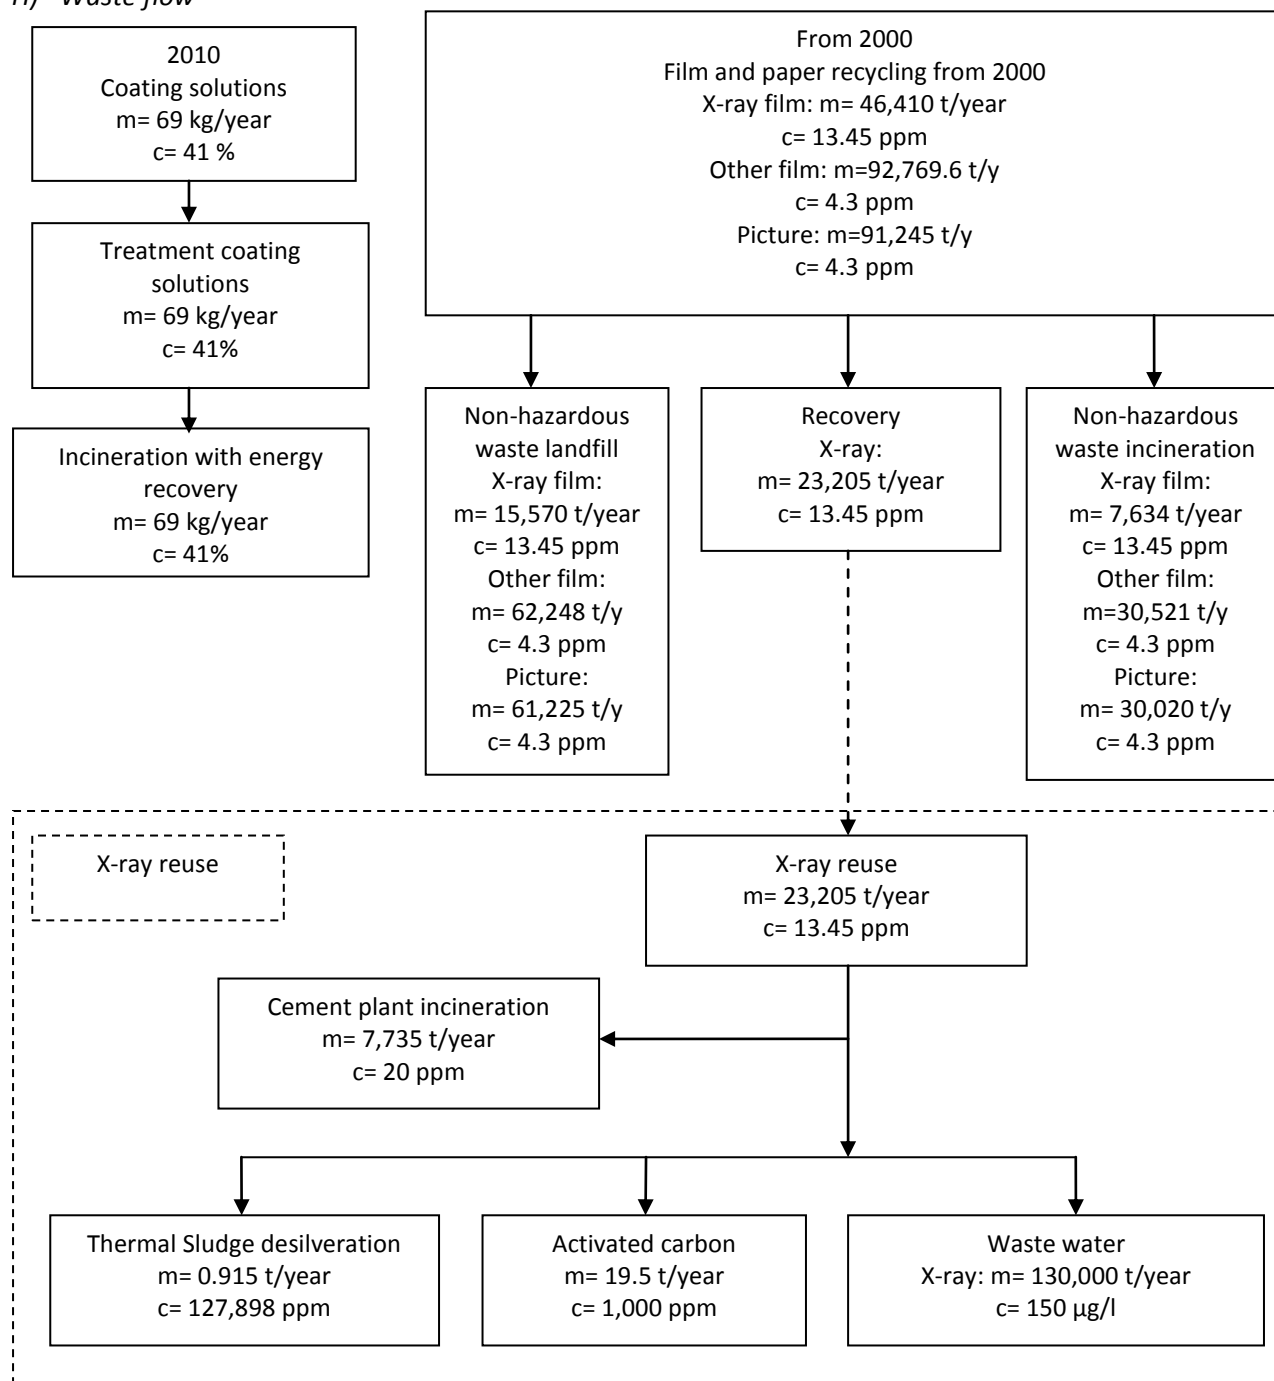 Waste flow
2010
Coating solutions
m= 69 kg/year
c= 41 %
Treatment coating
solutions
m= 69 kg/year
c= 41%
Incineration with energy
recovery
m= 69 kg/year
c= 41%
From 2000
Film and paper recycling from 2000
X-ray film: m= 46,410 t/year
c= 13.45 ppm
Other film: m=92,769.6 t/y
c= 4.3 ppm
Picture: m=91,245 t/y
c= 4.3 ppm
Non-hazardous
waste landfill
X-ray film:
m= 15,570 t/year
c= 13.45 ppm
Other film:
m= 62,248 t/y
c= 4.3 ppm
Picture:
m= 61,225 t/y
c= 4.3 ppm
Recovery
X-ray:
m= 23,205 t/year
c= 13.45 ppm
Non-hazardous
waste incineration
X-ray film:
m= 7,634 t/year
c= 13.45 ppm
Other film:
m=30,521 t/y
c= 4.3 ppm
Picture:
m= 30,020 t/y
c= 4.3 ppm
X-ray reuse
X-ray reuse
m= 23,205 t/year
c= 13.45 ppm
Cement plant incineration
m= 7,735 t/year
c= 20 ppm
Thermal Sludge desilveration
m= 0.915 t/year
c= 127,898 ppm
Activated carbon
m= 19.5 t/year
c= 1,000 ppm
Waste water
X-ray: m= 130,000 t/year
c= 150 µg/l